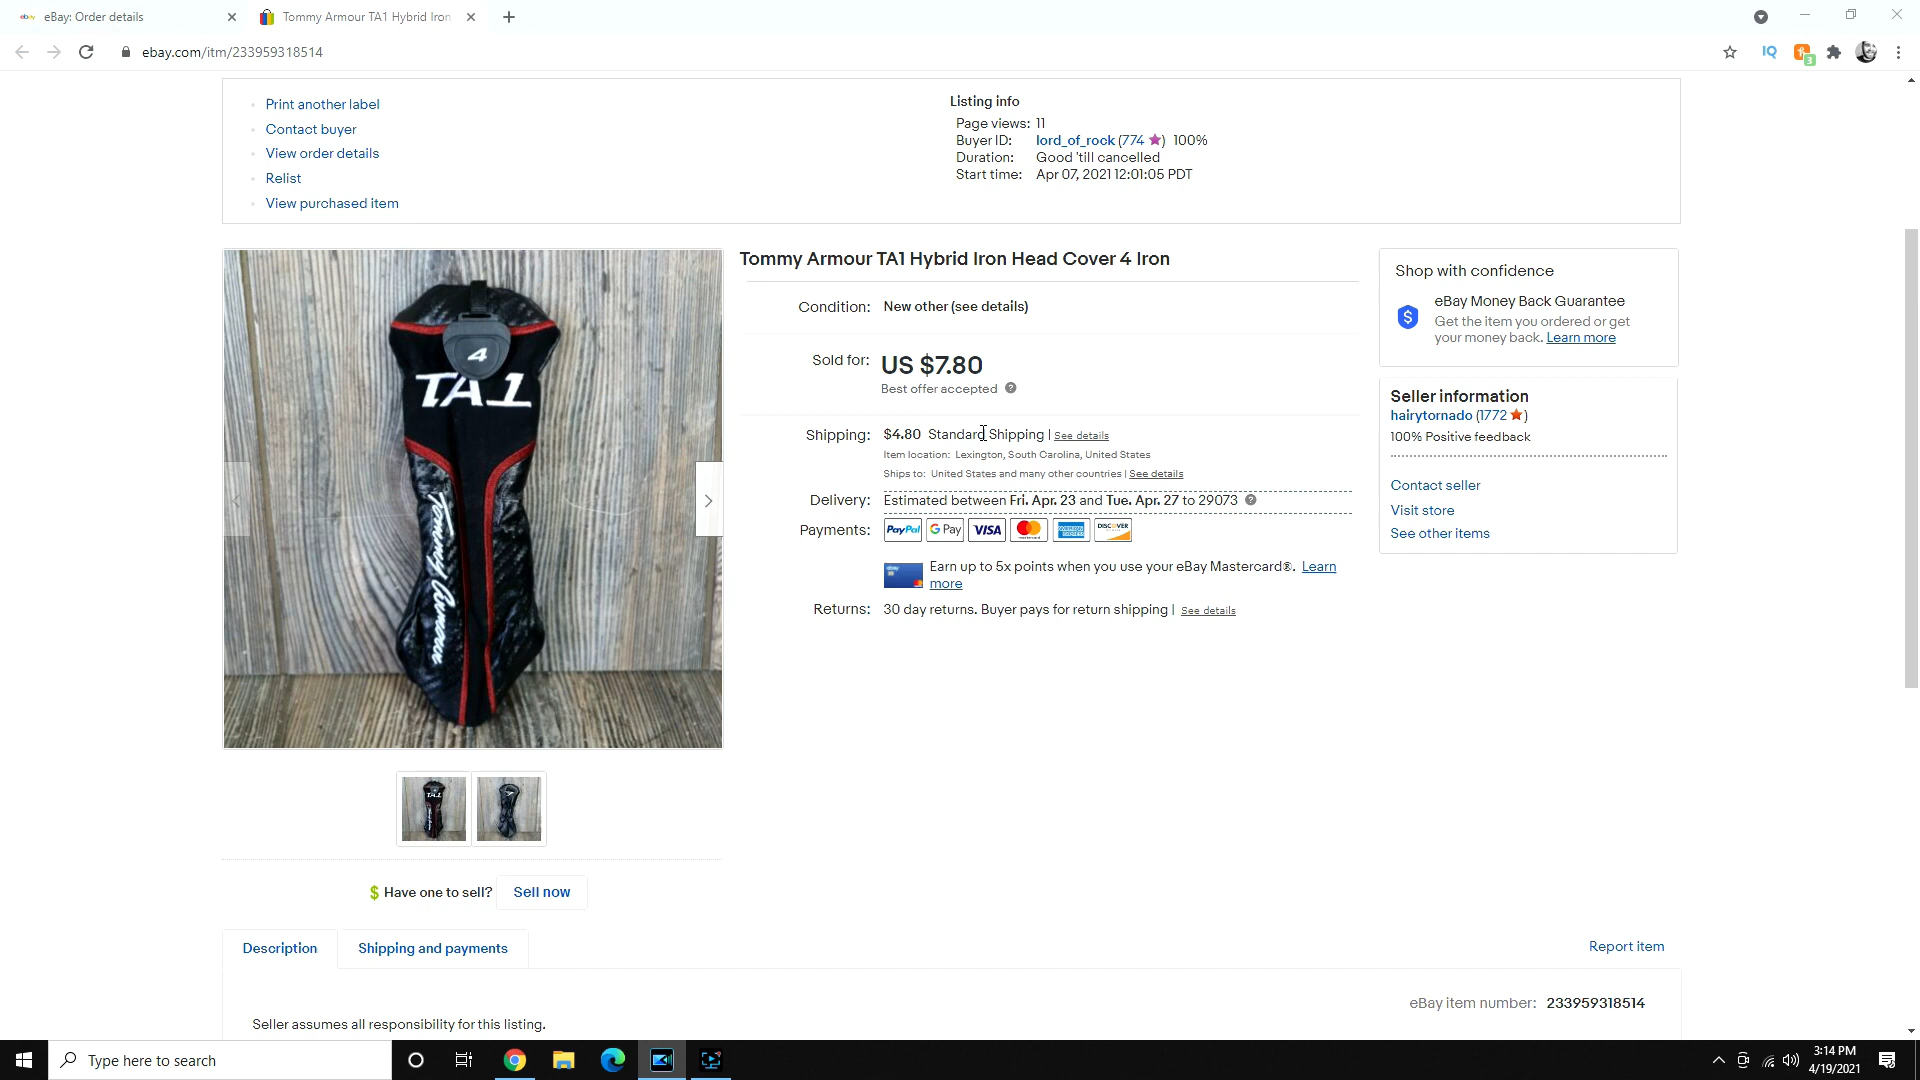 eBay: Order details
Tommy Armour TA1 Hybrid Iron
ebay.com/itm/233959318514
IQ
3
Print another label
Contact buyer
View order details
Relist
View purchased item
Listing info
Page views: 11
Buyer ID: lord_of_rock (774 ) 100%
Duration: Good 'till cancelled
Start time: Apr 07, 2021 12:01:05 PDT
4
TA1
Tommy Armour
Tommy Armour TA1 Hybrid Iron Head Cover 4 Iron
Condition: New other (see details)
Sold for: US $7.80
Best offer accepted
Shipping: $4.80 Standard Shipping | See details
Item location: Lexington, South Carolina, United States
Ships to: United States and many other countries | See details
Delivery: Estimated between Fri. Apr. 23 and Tue. Apr. 27 to 29073
Payments: PayPal G Pay VISA mastercard AMERICAN EXPRESS DISCOVER
Earn up to 5x points when you use your eBay Mastercard®. Learn
more
Returns: 30 day returns. Buyer pays for return shipping | See details
Shop with confidence
eBay Money Back Guarantee
Get the item you ordered or get
your money back. Learn more
Seller information
hairytornado (1772 )
100% Positive feedback
Contact seller
Visit store
See other items
$ Have one to sell? Sell now
Description
Shipping and payments
Report item
eBay item number: 233959318514
Seller assumes all responsibility for this listing.
Type here to search
3:14 PM
4/19/2021